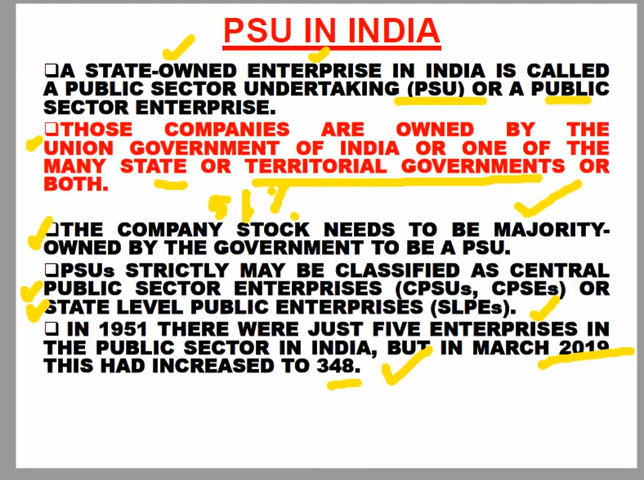 PSU IN INDIA
❑A STATE-OWNED ENTERPRISE IN INDIA IS CALLED
A PUBLIC SECTOR UNDERTAKING (PSU) OR A PUBLIC
SECTOR ENTERPRISE.
❑THOSE COMPANIES ARE OWNED BY THE
UNION GOVERNMENT OF INDIA OR ONE OF THE
MANY STATE OR TERRITORIAL GOVERNMENTS OR
BOTH.
51%.
❑THE COMPANY STOCK NEEDS TO BE MAJORITY-
OWNED BY THE GOVERNMENT TO BE A PSU.
❑PSUs STRICTLY MAY BE CLASSIFIED AS CENTRAL
PUBLIC SECTOR ENTERPRISES (CPSUs, CPSEs) OR
STATE LEVEL PUBLIC ENTERPRISES (SLPEs).
❑ IN 1951 THERE WERE JUST FIVE ENTERPRISES IN
THE PUBLIC SECTOR IN INDIA, BUT IN MARCH 2019
THIS HAD INCREASED TO 348.